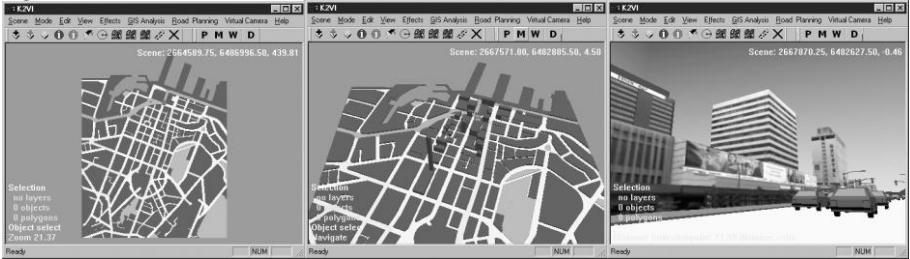 K2VI
Scene Mode Edit View Effects GIS Analysis Road Planning Virtual Camera Help
P M W D
Scene: 2664589.75, 6486996.50, 439.81
Selection
no layers
0 objects
0 polygons
Object select
Zoom 21.37
Ready
NUM
K2VI
Scene Mode Edit View Effects GIS Analysis Road Planning Virtual Camera Help
P M W D
Scene: 2667571.00, 6482885.50, 4.50
Selection
no layers
0 objects
0 polygons
Object select
Navigate
Ready
NUM
K2VI
Scene Mode Edit View Effects GIS Analysis Road Planning Virtual Camera Help
P M W D
Scene: 2667870.25, 6482627.50, -0.46
Selection
no layers
0 objects
0 polygons
Ready
NUM